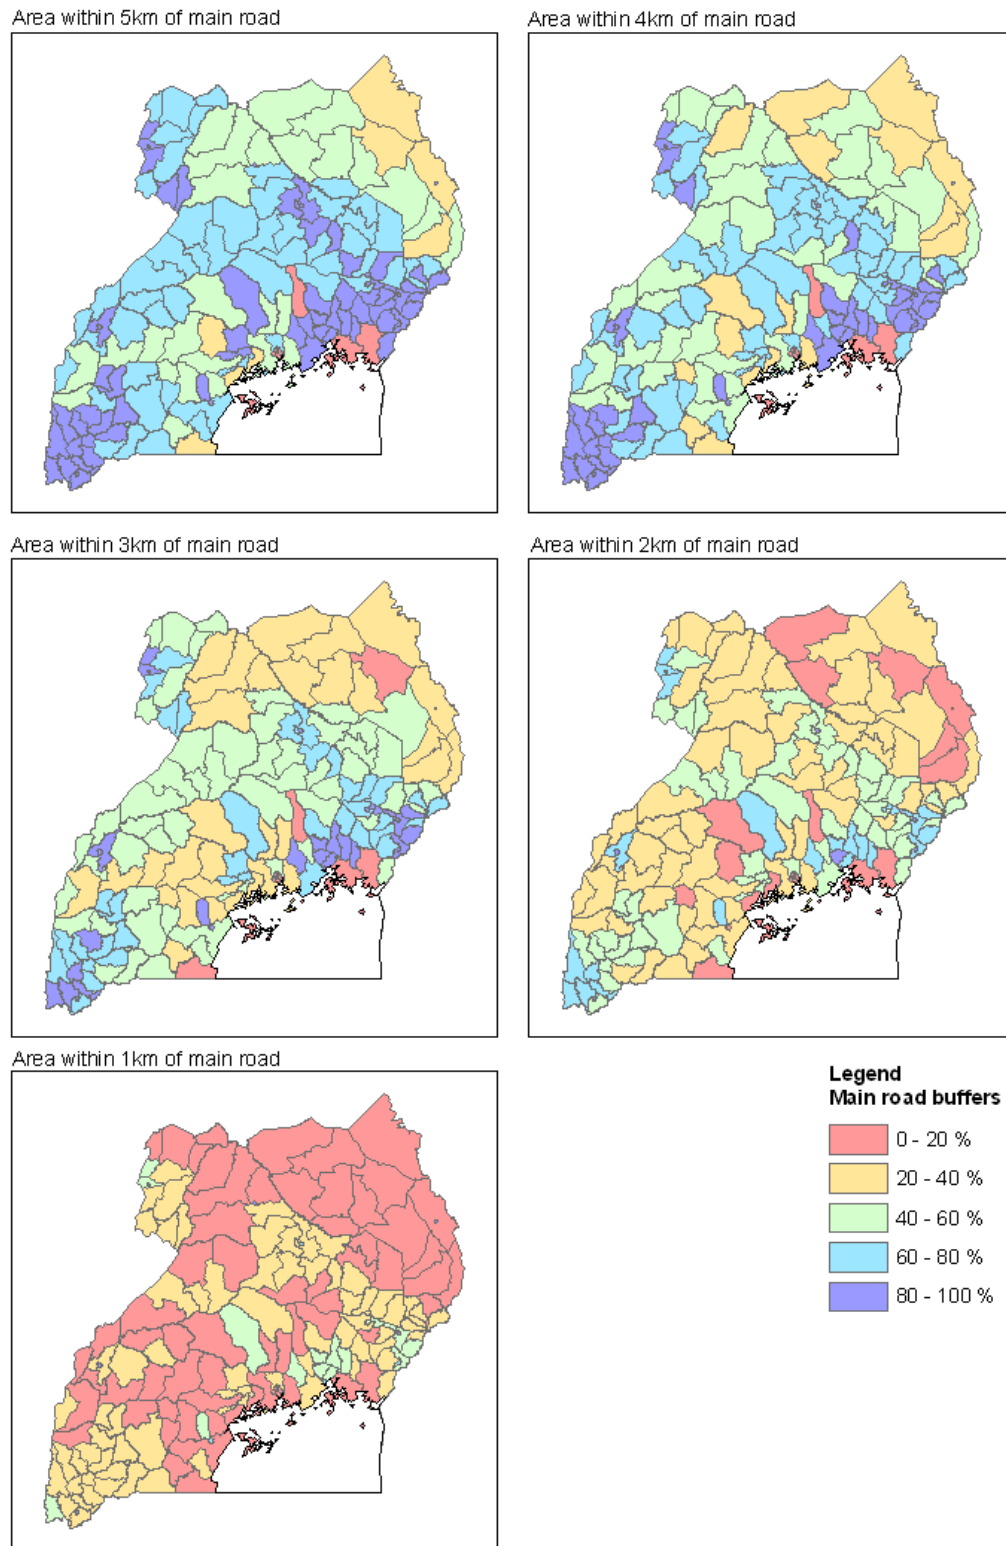 Area within 5km of main road
Area within 4km of main road
Area within 3km of main road
Area within 2km of main road
Area within 1km of main road
Legend
Main road buffers
0 - 20 %
20 - 40 %
40 - 60 %
60 - 80 %
80 - 100 %